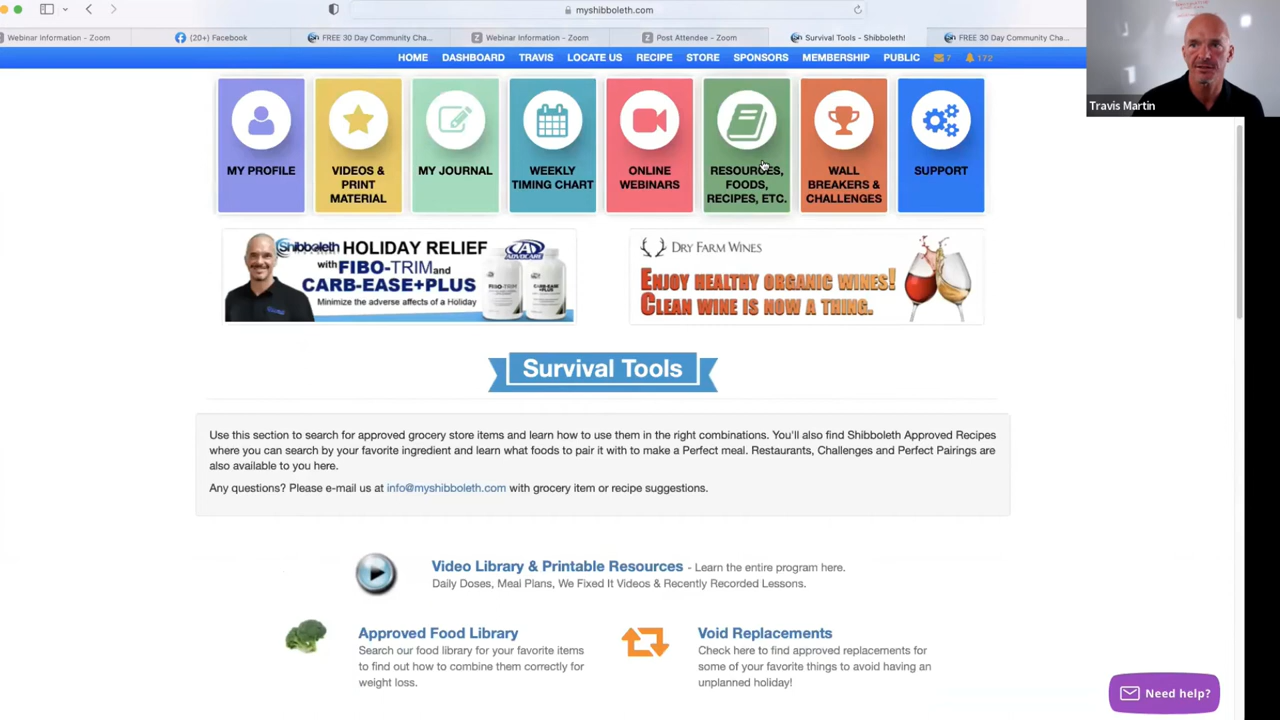 myshibboleth.com
Webinar Information - Zoom
(20+) Facebook
FREE 30 Day Community Cha...
Webinar Information - Zoom
Post Attendee - Zoom
Survival Tools - Shibboleth!
FREE 30 Day Community Cha...
HOME DASHBOARD TRAVIS LOCATE US RECIPE STORE SPONSORS MEMBERSHIP PUBLIC 7 172
Travis Martin
MY PROFILE
VIDEOS &
PRINT
MATERIAL
MY JOURNAL
WEEKLY
TIMING CHART
ONLINE
WEBINARS
RESOURCES,
FOODS,
RECIPES, ETC.
WALL
BREAKERS &
CHALLENGES
SUPPORT
Shibboleth HOLIDAY RELIEF
with FIBO-TRIM and
CARB-EASE+PLUS
Minimize the adverse affects of a Holiday
ADVOCARE
FIBO-TRIM
CARB-EASE+PLUS
DRY FARM WINES
ENJOY HEALTHY ORGANIC WINES!
CLEAN WINE IS NOW A THING.
Survival Tools
Use this section to search for approved grocery store items and learn how to use them in the right combinations. You'll also find Shibboleth Approved Recipes
where you can search by your favorite ingredient and learn what foods to pair it with to make a Perfect meal. Restaurants, Challenges and Perfect Pairings are
also available to you here.
Any questions? Please e-mail us at info@myshibboleth.com with grocery item or recipe suggestions.
Video Library & Printable Resources - Learn the entire program here.
Daily Doses, Meal Plans, We Fixed It Videos & Recently Recorded Lessons.
Approved Food Library
Search our food library for your favorite items
to find out how to combine them correctly for
weight loss.
Void Replacements
Check here to find approved replacements for
some of your favorite things to avoid having an
unplanned holiday!
Need help?